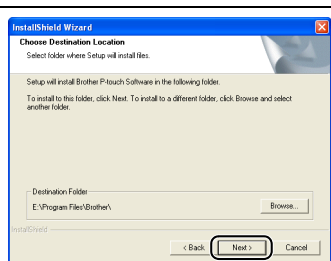 InstallShield Wizard
Choose Destination Location
Select folder where Setup will install files.
Setup will install Brother P-touch Software in the following folder.
To install to this folder, click Next. To install to a different folder, click Browse and select
another folder.
Destination Folder
E:\Program Files\Brother\
Browse...
InstallShield
< Back
Next >
Cancel